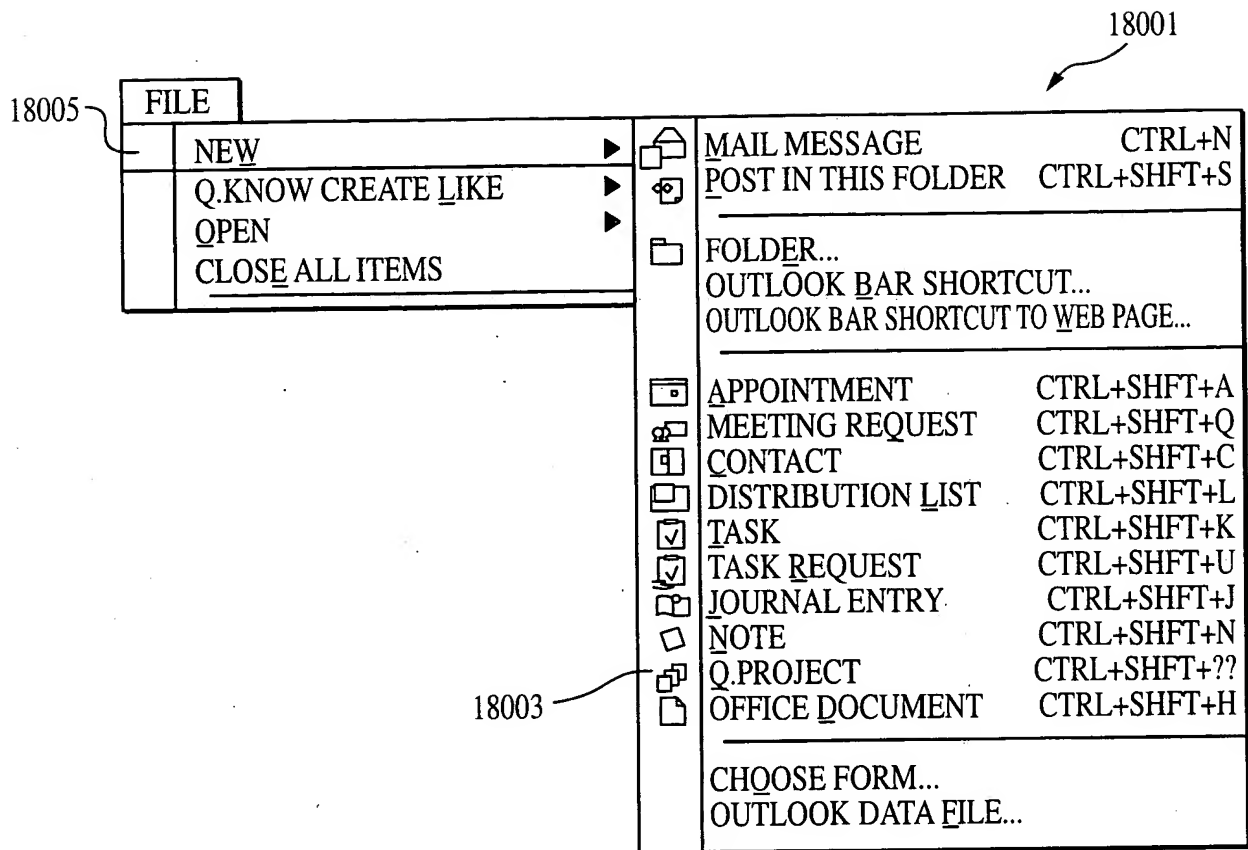 18001
18005
FILE
NEW
Q.KNOW CREATE LIKE
OPEN
CLOSE ALL ITEMS
MAIL MESSAGE CTRL+N
POST IN THIS FOLDER CTRL+SHFT+S
FOLDER...
OUTLOOK BAR SHORTCUT...
OUTLOOK BAR SHORTCUT TO WEB PAGE...
APPOINTMENT CTRL+SHFT+A
MEETING REQUEST CTRL+SHFT+Q
CONTACT CTRL+SHFT+C
DISTRIBUTION LIST CTRL+SHFT+L
TASK CTRL+SHFT+K
TASK REQUEST CTRL+SHFT+U
JOURNAL ENTRY CTRL+SHFT+J
NOTE CTRL+SHFT+N
Q.PROJECT CTRL+SHFT+??
18003
OFFICE DOCUMENT CTRL+SHFT+H
CHOOSE FORM...
OUTLOOK DATA FILE...